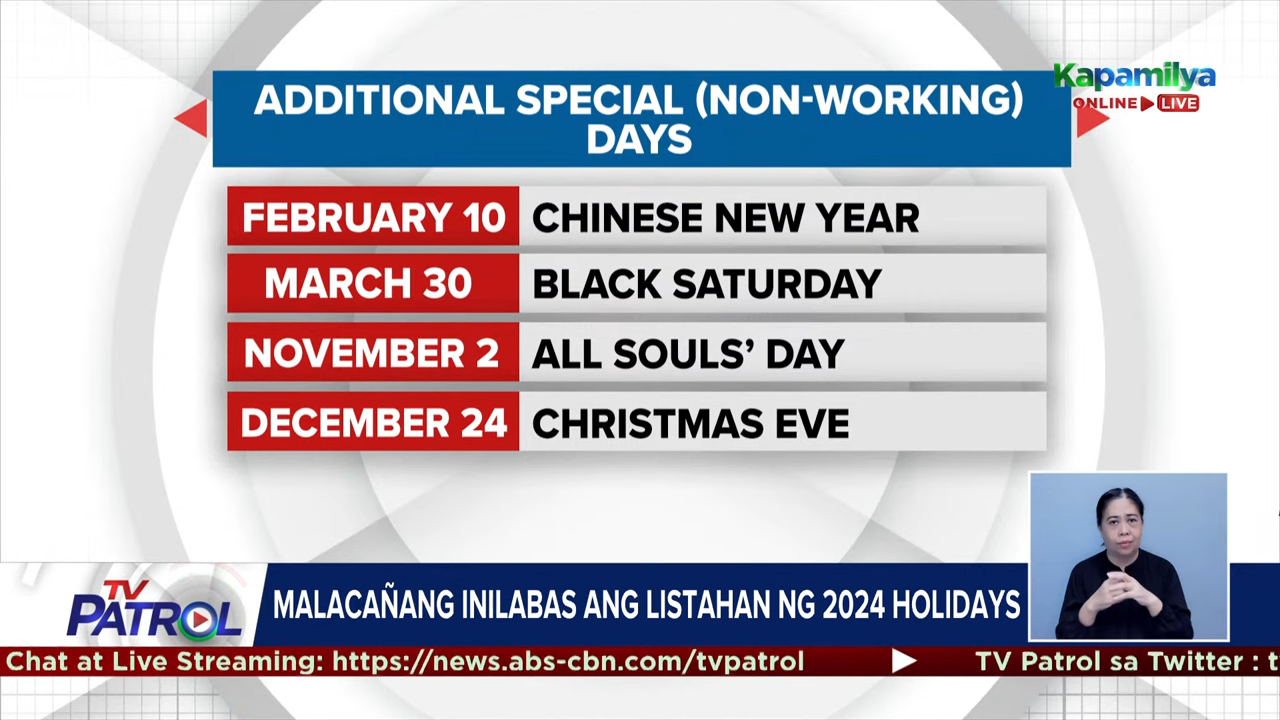 ADDITIONAL SPECIAL (NON-WORKING)
DAYS
Kapamilya
ONLINE LIVE
FEBRUARY 10 CHINESE NEW YEAR
MARCH 30 BLACK SATURDAY
NOVEMBER 2 ALL SOULS’ DAY
DECEMBER 24 CHRISTMAS EVE
TV
PATROL
MALACAÑANG INILABAS ANG LISTAHAN NG 2024 HOLIDAYS
Chat at Live Streaming: https://news.abs-cbn.com/tvpatrol TV Patrol sa Twitter : t